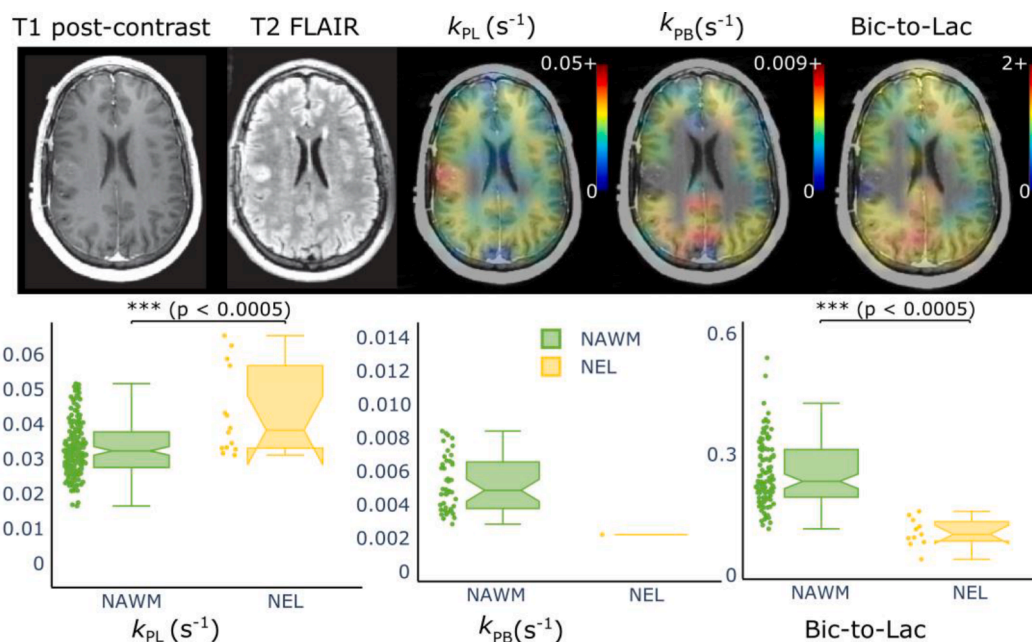 T1 post-contrast T2 FLAIR kPL (s⁻¹) kPB(s⁻¹) Bic-to-Lac
0.05+ 0.009+ 2+
0 0 0
*** (p < 0.0005) *** (p < 0.0005)
0.06
0.05
0.04
0.03
0.02
0.01
0
NAWM NEL
kPL (s⁻¹)
0.014
0.012
0.010
0.008
0.006
0.004
0.002
0
NAWM
NEL
NAWM NEL
kPB (s⁻¹)
0.6
0.3
0
NAWM NEL
Bic-to-Lac